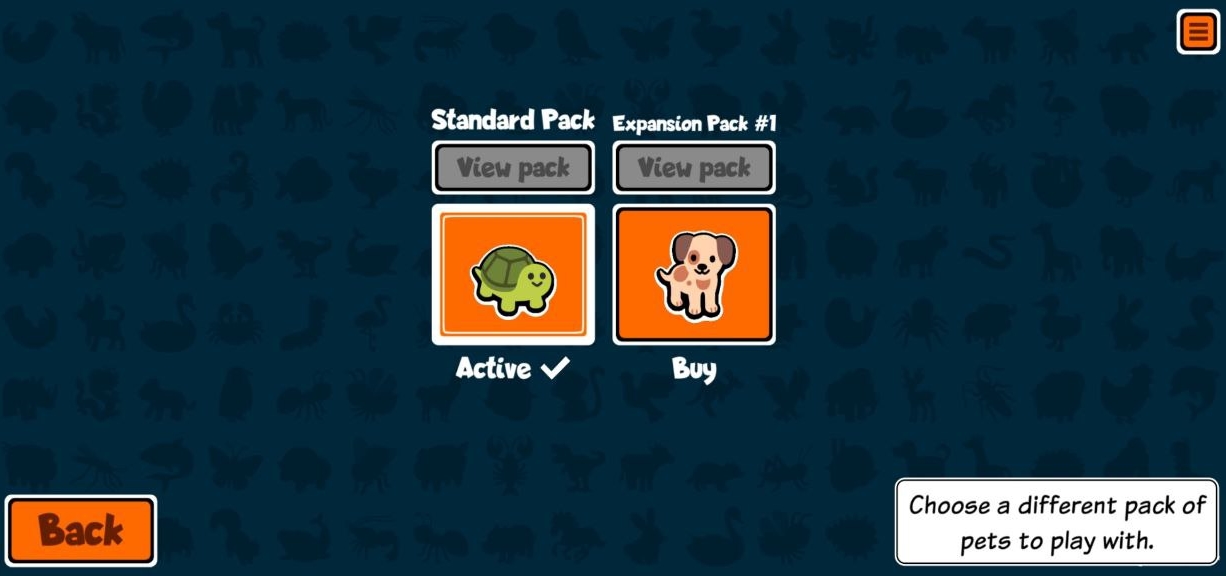 Standard Pack
Expansion Pack #1
View pack
View pack
Active
Buy
Back
Choose a different pack of
pets to play with.